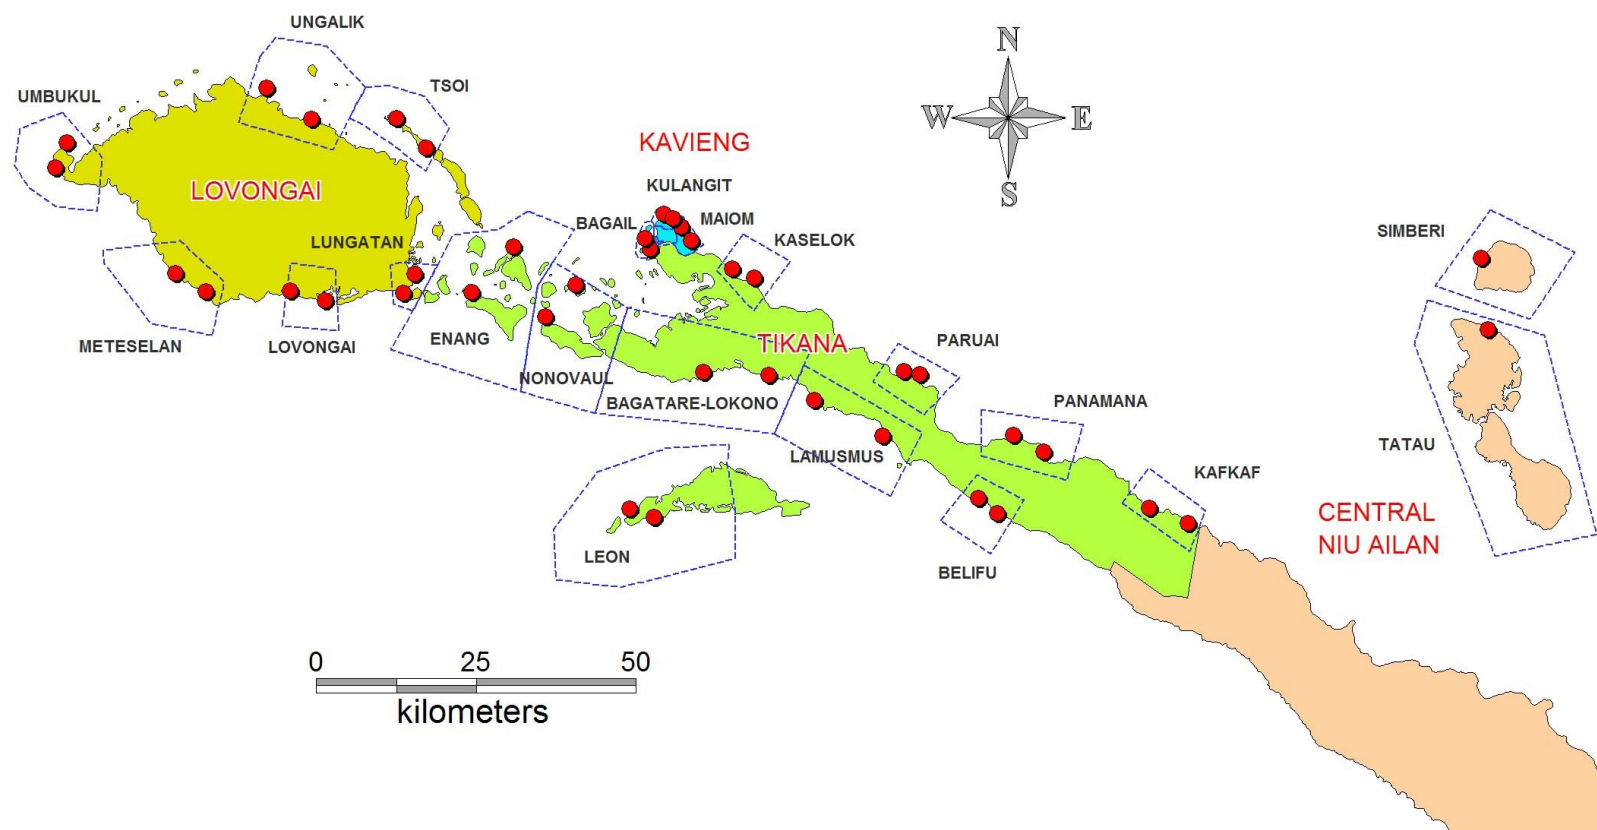 UNGALIK
N
TSOI
UMBUKUL
W
E
KAVIENG
KULANGIT
LOVONGAI
S
BAGAIL
MAIOM
LUNGATAN
KASELOK
SIMBERI
METESELAN
LOVONGAI
ENANG
TIKANA
PARUAI
NONOVAUL
BAGATARE-LOKONO
PANAMANA
TATAU
LAMUSMUS
KAFKAF
CENTRAL
NIU AILAN
LEON
BELIFU
0 25 50
kilometers